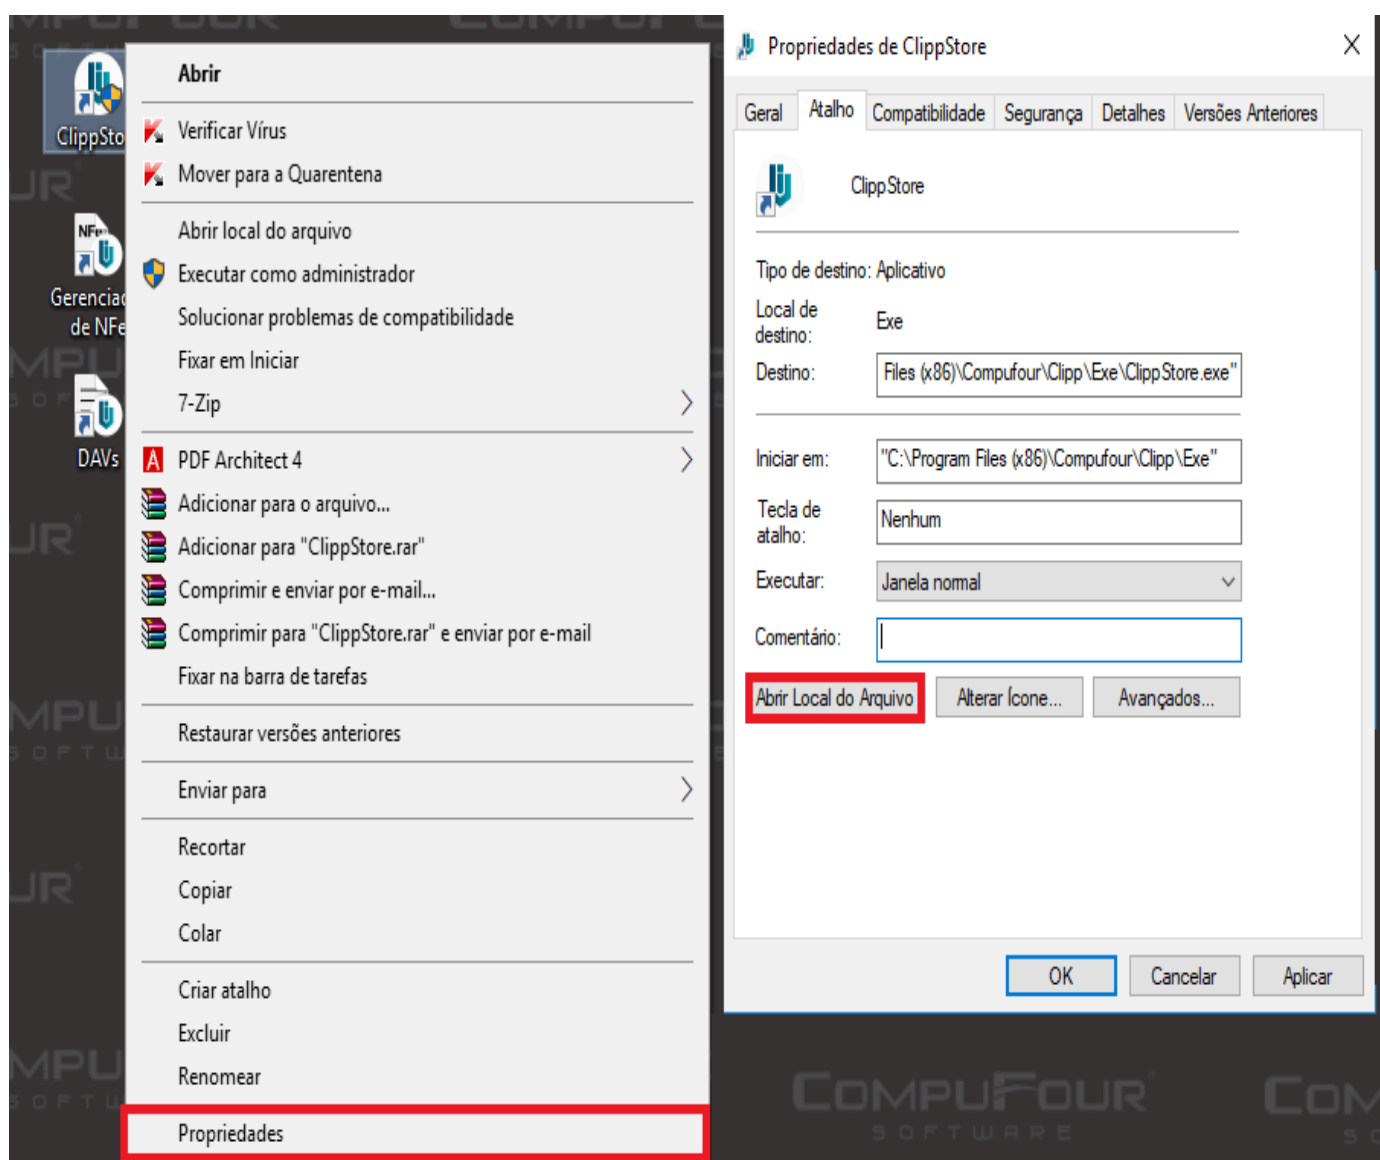 ClippSto
NFe
Gerenciad
de NFe
DAVs
Abrir
Verificar Vírus
Mover para a Quarentena
Abrir local do arquivo
Executar como administrador
Solucionar problemas de compatibilidade
Fixar em Iniciar
7-Zip
PDF Architect 4
Adicionar para o arquivo...
Adicionar para "ClippStore.rar"
Comprimir e enviar por e-mail...
Comprimir para "ClippStore.rar" e enviar por e-mail
Fixar na barra de tarefas
Restaurar versões anteriores
Enviar para
Recortar
Copiar
Colar
Criar atalho
Excluir
Renomear
Propriedades
Propriedades de ClippStore
Geral Atalho Compatibilidade Segurança Detalhes Versões Anteriores
ClippStore
Tipo de destino: Aplicativo
Local de destino: Exe
Destino: Files (x86)\Compufour\Clipp\Exe\ClippStore.exe"
Iniciar em: "C:\Program Files (x86)\Compufour\Clipp\Exe"
Tecla de atalho: Nenhum
Executar: Janela normal
Comentário:
Abrir Local do Arquivo Alterar Ícone... Avançados...
OK Cancelar Aplicar
COMPUFOUR
SOFTWARE